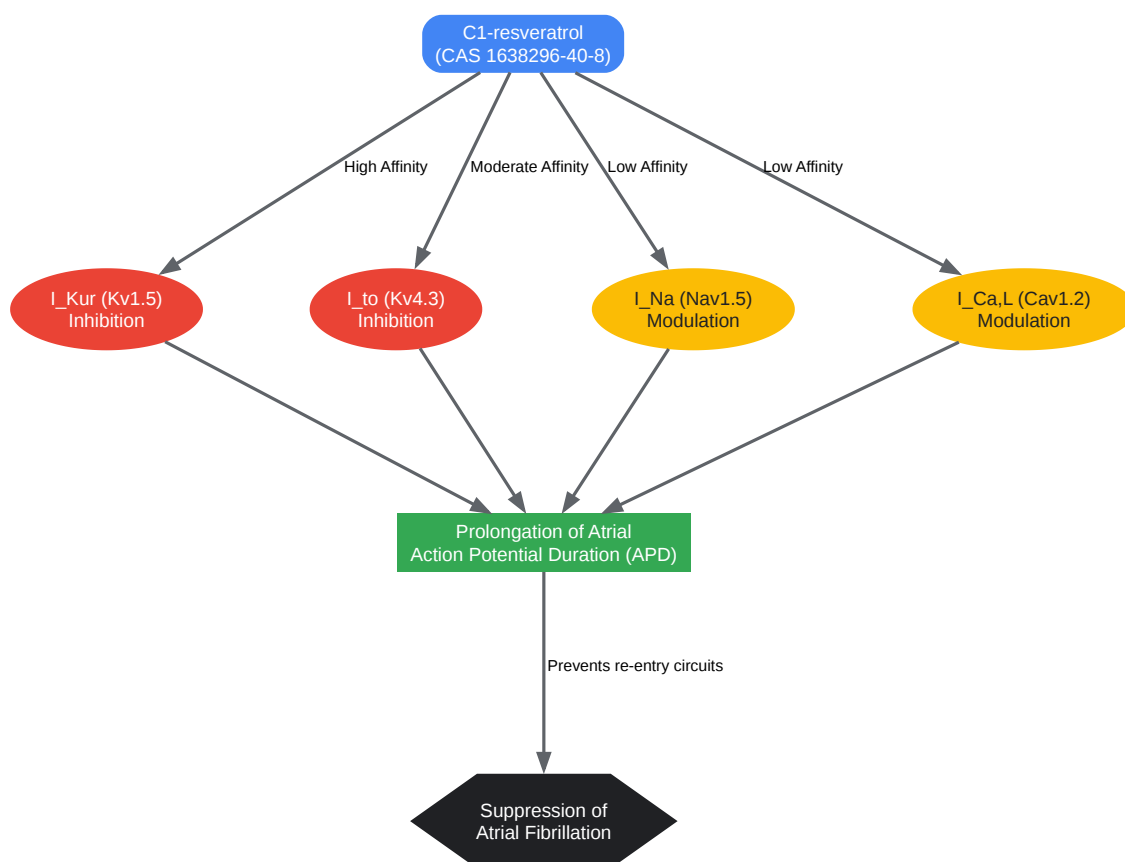 C1-resveratrol
(CAS 1638296-40-8)
High Affinity
Moderate Affinity
Low Affinity
Low Affinity
I_Kur (Kv1.5)
Inhibition
I_to (Kv4.3)
Inhibition
I_Na (Nav1.5)
Modulation
I_Ca,L (Cav1.2)
Modulation
Prolongation of Atrial
Action Potential Duration (APD)
Prevents re-entry circuits
Suppression of
Atrial Fibrillation